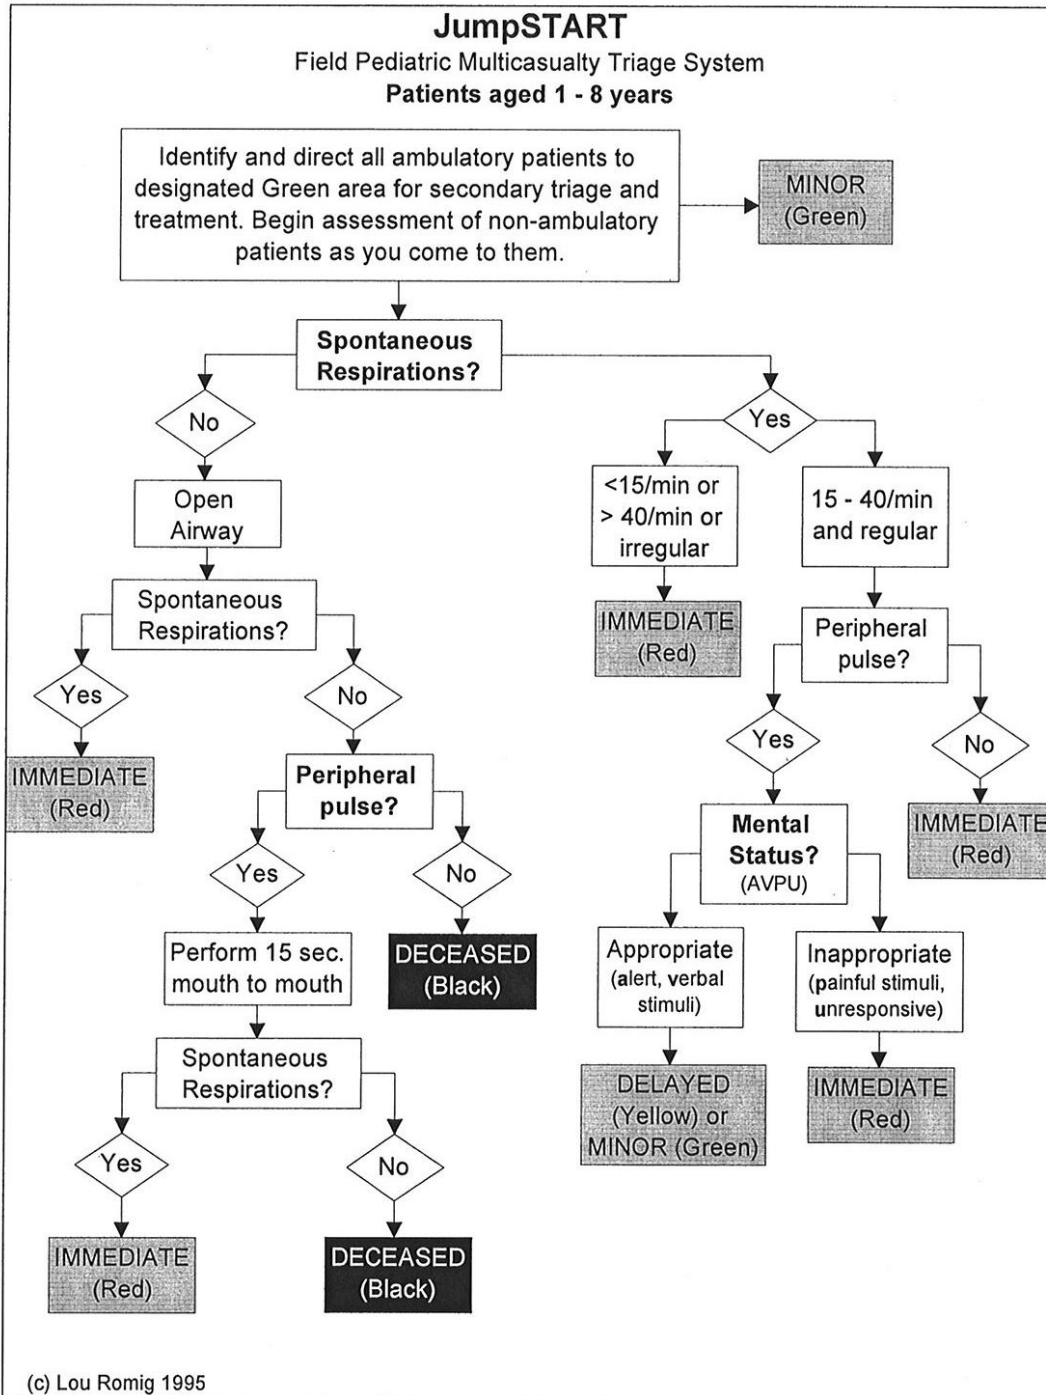 JumpSTART
Field Pediatric Multicasualty Triage System
Patients aged 1 - 8 years
Identify and direct all ambulatory patients to
designated Green area for secondary triage and
treatment. Begin assessment of non-ambulatory
patients as you come to them.
MINOR
(Green)
Spontaneous
Respirations?
No
Yes
Open
Airway
<15/min or
> 40/min or
irregular
15 - 40/min
and regular
Spontaneous
Respirations?
IMMEDIATE
(Red)
Peripheral
pulse?
Yes
No
Yes
No
IMMEDIATE
(Red)
Peripheral
pulse?
Mental
Status?
(AVPU)
IMMEDIATE
(Red)
Yes
No
Perform 15 sec.
mouth to mouth
DECEASED
(Black)
Appropriate
(alert, verbal
stimuli)
Inappropriate
(painful stimuli,
unresponsive)
Spontaneous
Respirations?
DELAYED
(Yellow) or
MINOR (Green)
IMMEDIATE
(Red)
Yes
No
IMMEDIATE
(Red)
DECEASED
(Black)
(c) Lou Romig 1995